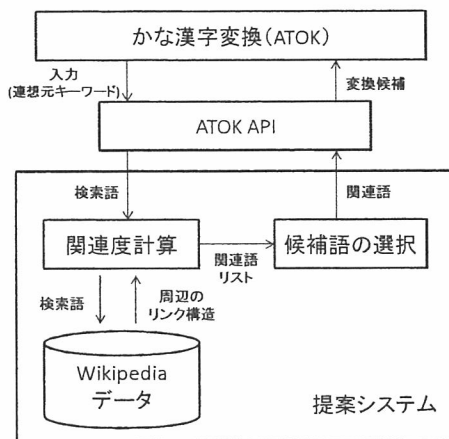 かな漢字変換(ATOK)
入力
(連想元キーワード)
変換候補
ATOK API
検索語
関連語
関連度計算
関連語
リスト
候補語の選択
検索語
周辺の
リンク構造
Wikipedia
データ
提案システム